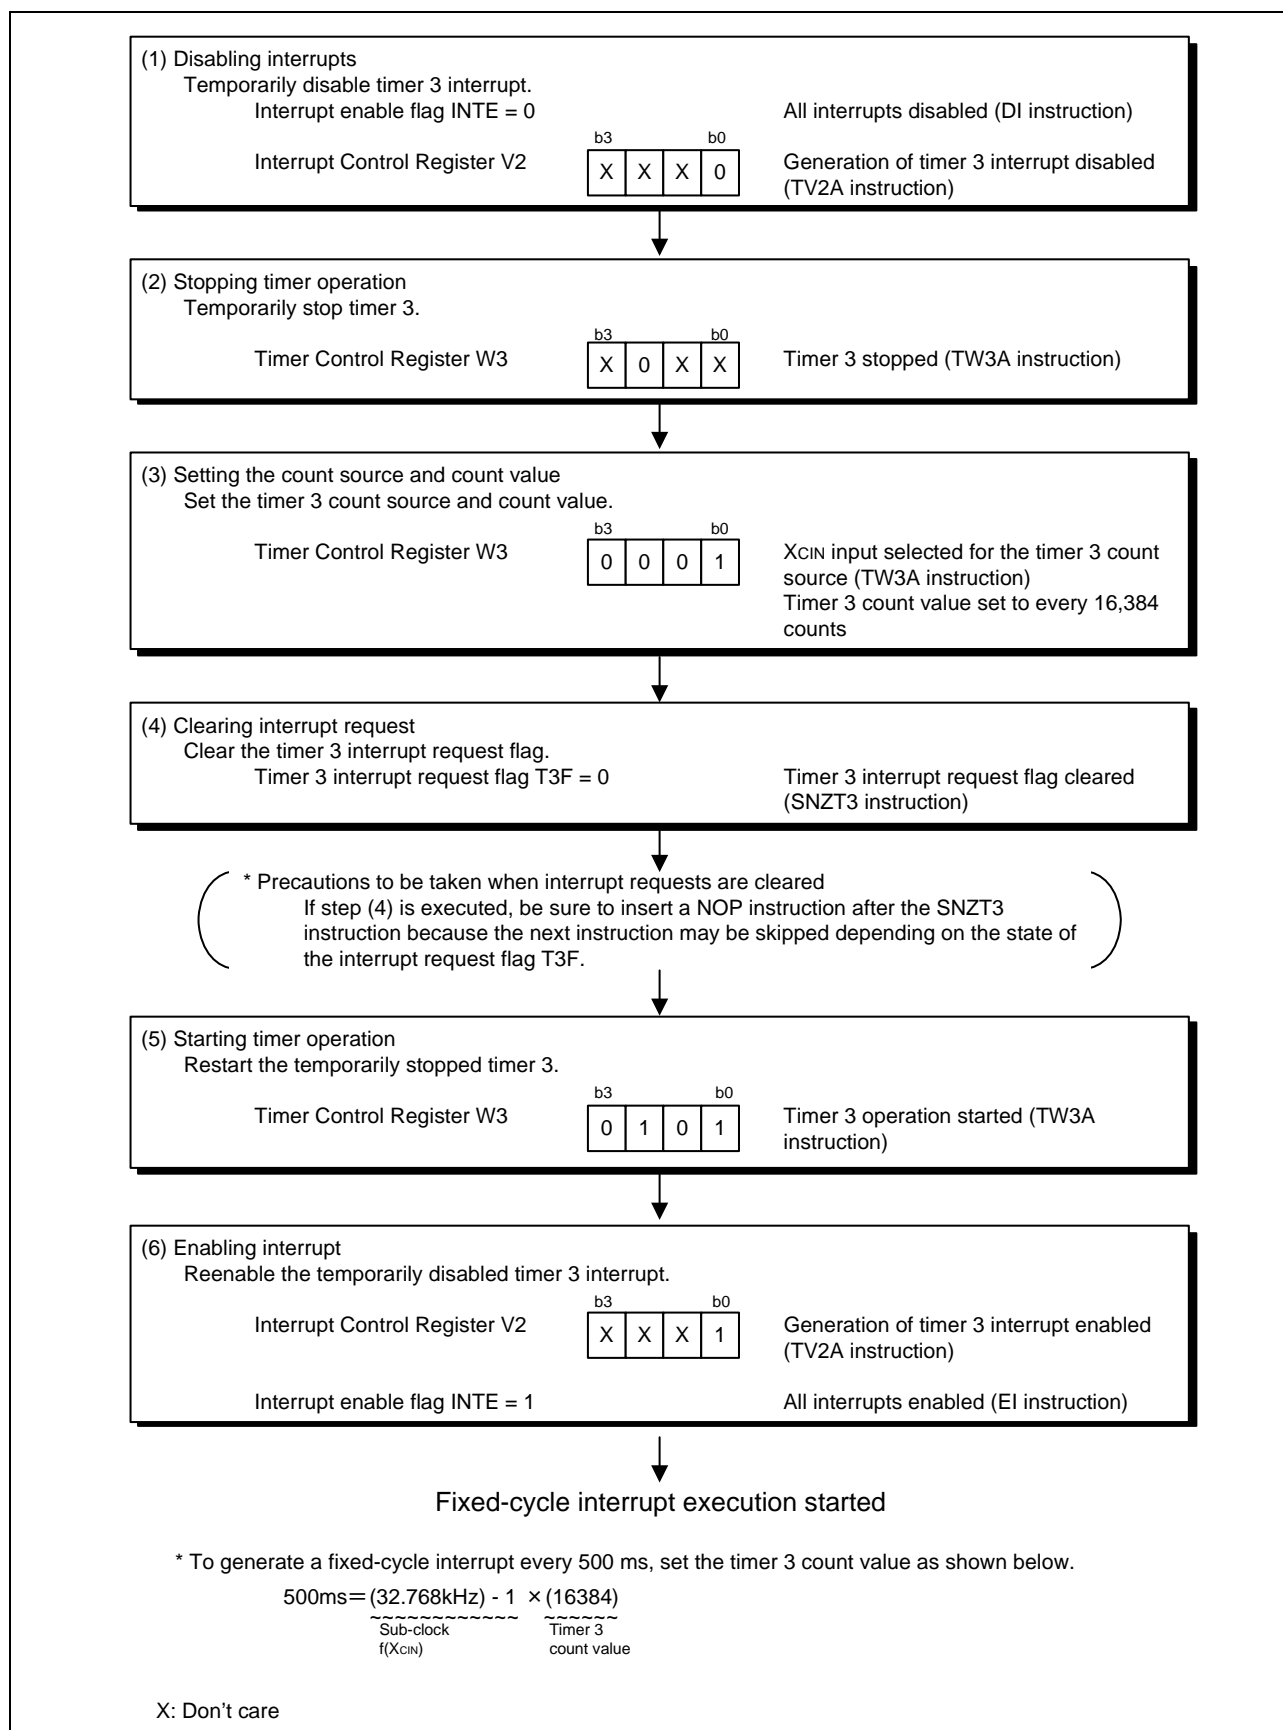 (1) Disabling interrupts
Temporarily disable timer 3 interrupt.
Interrupt enable flag INTE = 0 All interrupts disabled (DI instruction)
b3 b0
Interrupt Control Register V2 X X X 0 Generation of timer 3 interrupt disabled
(TV2A instruction)
(2) Stopping timer operation
Temporarily stop timer 3.
b3 b0
Timer Control Register W3 X 0 X X Timer 3 stopped (TW3A instruction)
(3) Setting the count source and count value
Set the timer 3 count source and count value.
b3 b0
Timer Control Register W3 0 0 0 1 XCIN input selected for the timer 3 count
source (TW3A instruction)
Timer 3 count value set to every 16,384
counts
(4) Clearing interrupt request
Clear the timer 3 interrupt request flag.
Timer 3 interrupt request flag T3F = 0 Timer 3 interrupt request flag cleared
(SNZT3 instruction)
* Precautions to be taken when interrupt requests are cleared
If step (4) is executed, be sure to insert a NOP instruction after the SNZT3
instruction because the next instruction may be skipped depending on the state of
the interrupt request flag T3F.
(5) Starting timer operation
Restart the temporarily stopped timer 3.
b3 b0
Timer Control Register W3 0 1 0 1 Timer 3 operation started (TW3A
instruction)
(6) Enabling interrupt
Reenable the temporarily disabled timer 3 interrupt.
b3 b0
Interrupt Control Register V2 X X X 1 Generation of timer 3 interrupt enabled
(TV2A instruction)
Interrupt enable flag INTE = 1 All interrupts enabled (EI instruction)
Fixed-cycle interrupt execution started
* To generate a fixed-cycle interrupt every 500 ms, set the timer 3 count value as shown below.
500ms＝(32.768kHz) - 1 ×(16384)
~~~~~~~~~~~~ ~~~~~~
Sub-clock Timer 3
f(XCIN) count value
X: Don't care